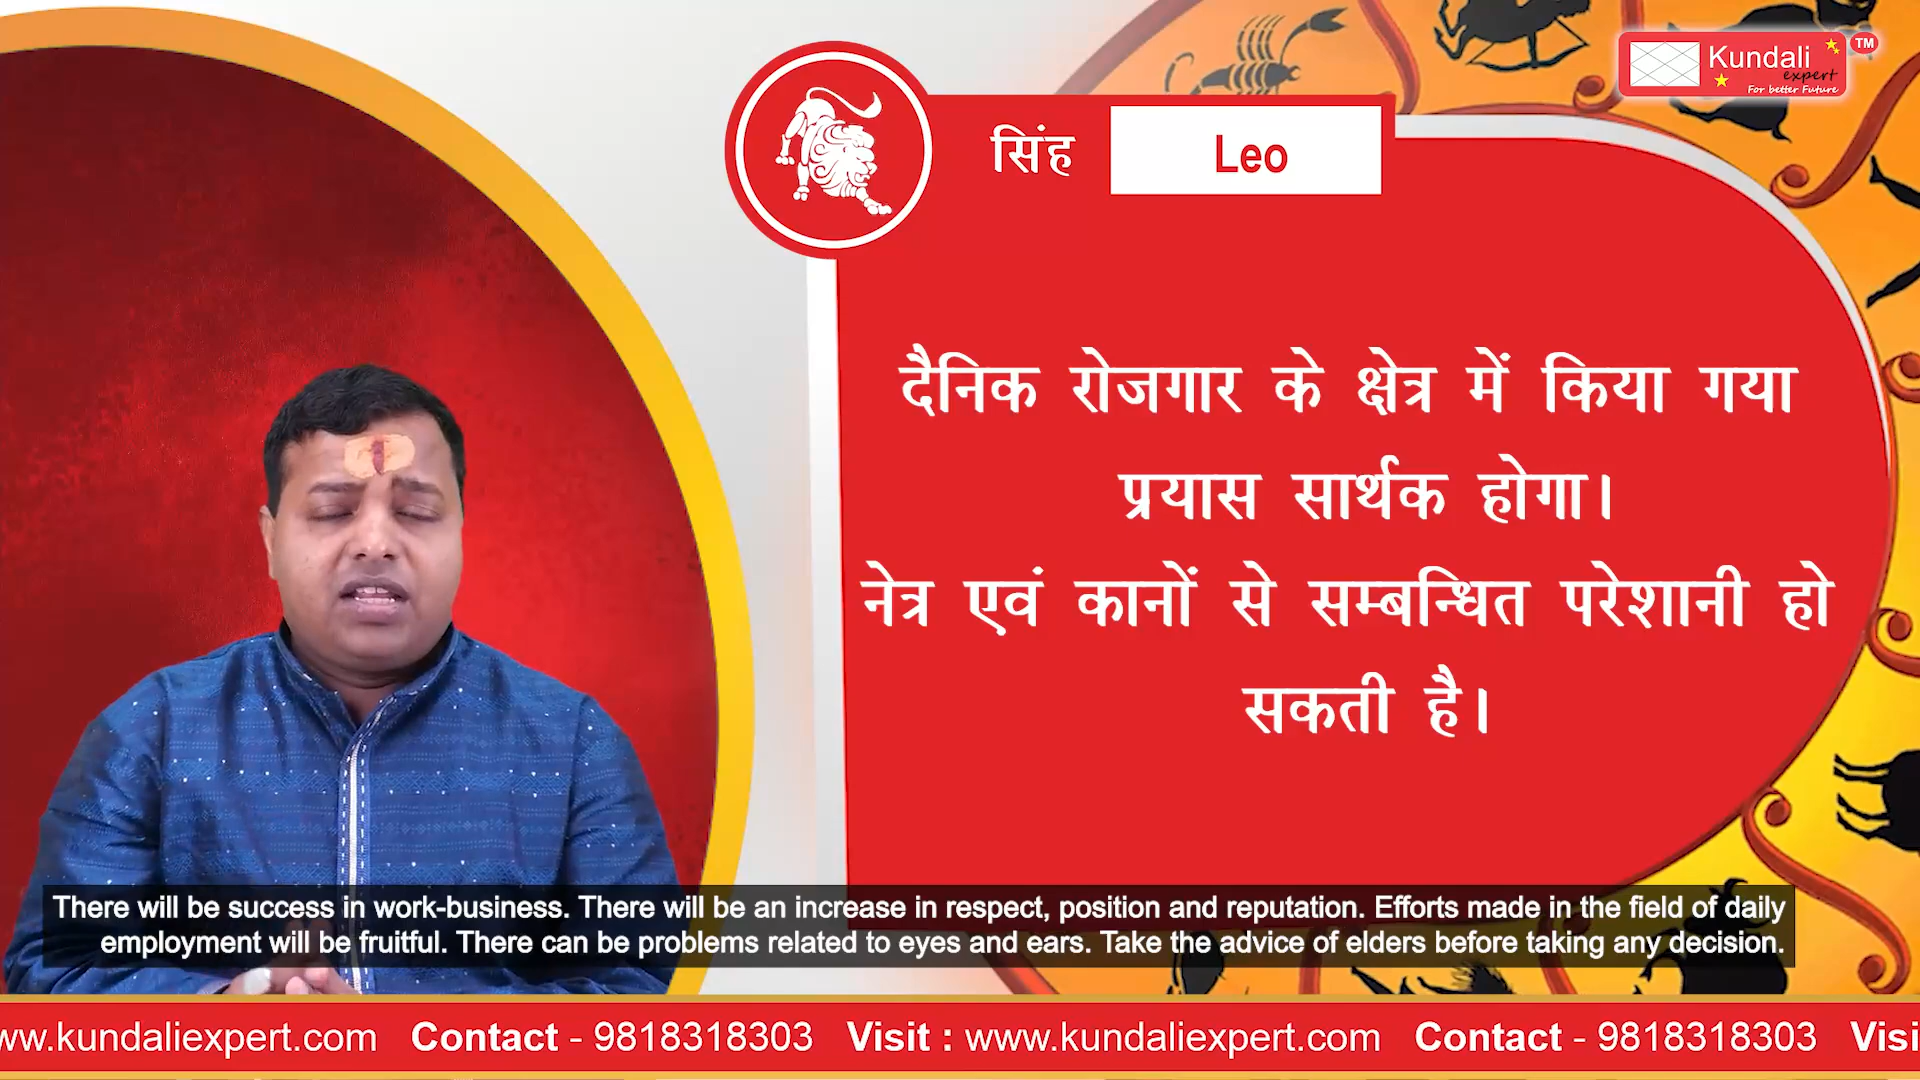 Kundali
expert
For better Future
TM
सिंह
Leo
दैनिक रोजगार के क्षेत्र में किया गया
प्रयास सार्थक होगा।
नेत्र एवं कानों से सम्बन्धित परेशानी हो
सकती है।
There will be success in work-business. There will be an increase in respect, position and reputation. Efforts made in the field of daily
employment will be fruitful. There can be problems related to eyes and ears. Take the advice of elders before taking any decision.
ww.kundaliexpert.com Contact - 9818318303 Visit : www.kundaliexpert.com Contact - 9818318303 Visi